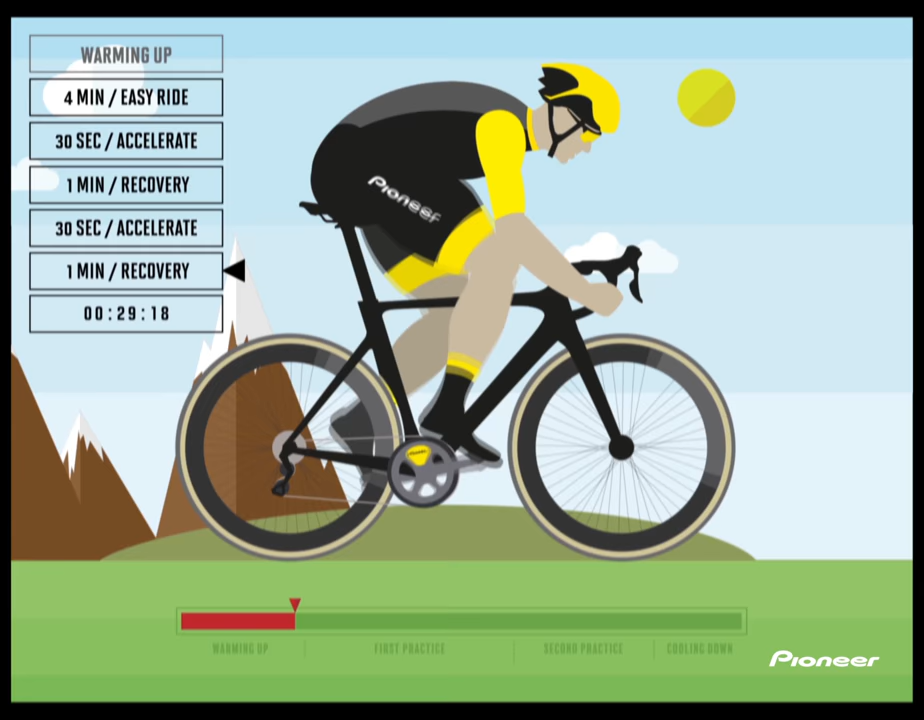 WARMING UP
4 MIN / EASY RIDE
30 SEC / ACCELERATE
1 MIN / RECOVERY
30 SEC / ACCELERATE
1 MIN / RECOVERY
00:29:18
Pioneer
WARMING UP
FIRST PRACTICE
SECOND PRACTICE
COOLING DOWN
Pioneer